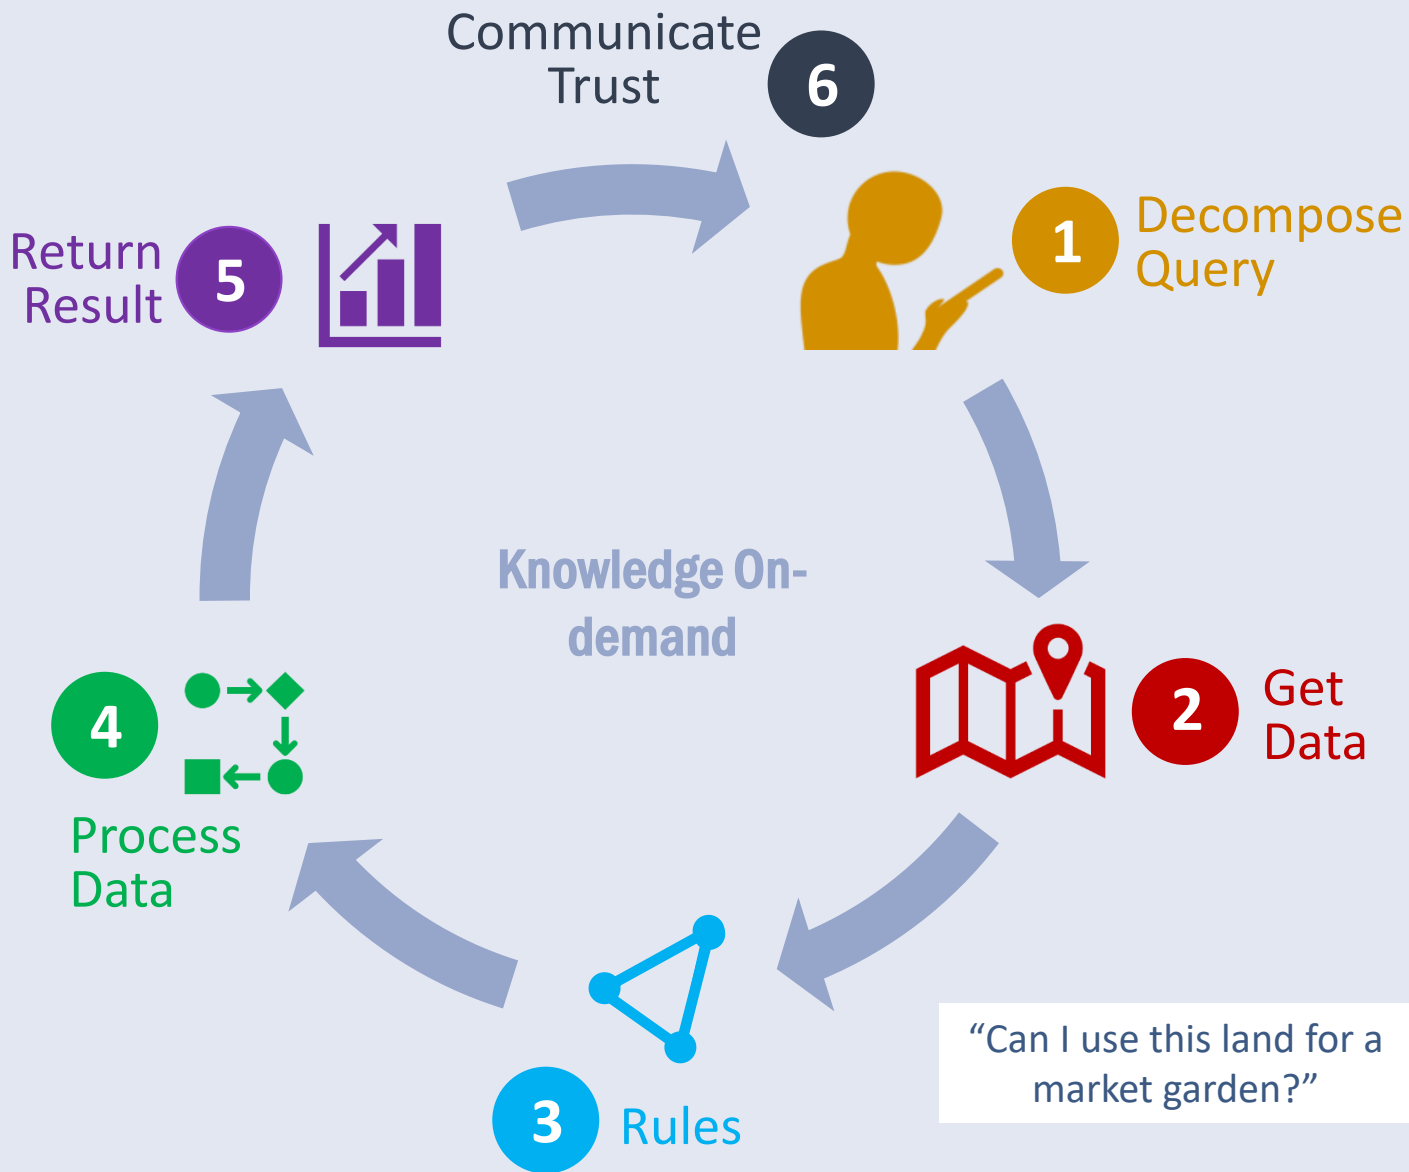 Communicate
Trust
6
1
Decompose
Query
2
Get
Data
3
Rules
4
Process
Data
5
Return
Result
Knowledge On-
demand
“Can I use this land for a
market garden?”